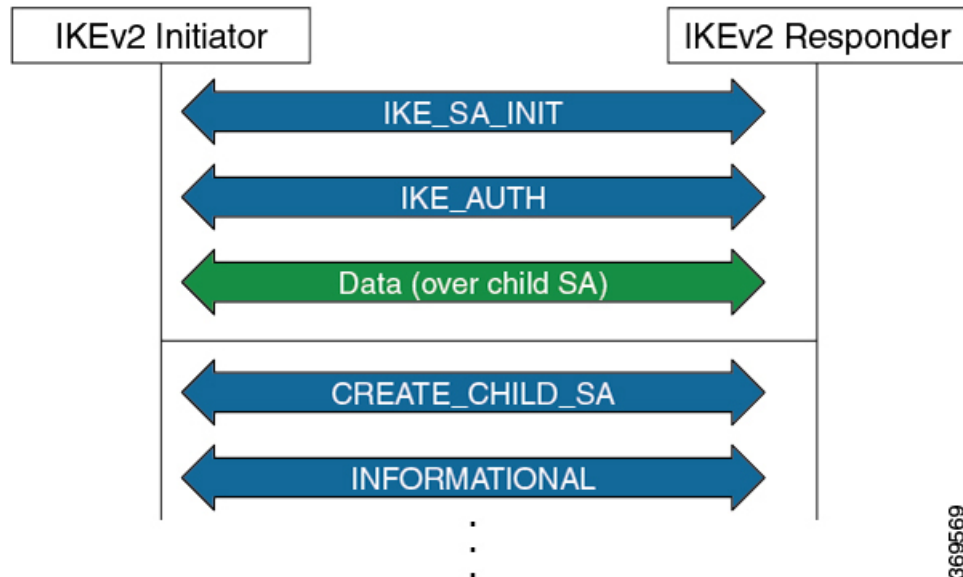 IKEv2 Initiator
IKEv2 Responder
IKE_SA_INIT
IKE_AUTH
Data (over child SA)
CREATE_CHILD_SA
INFORMATIONAL
369569